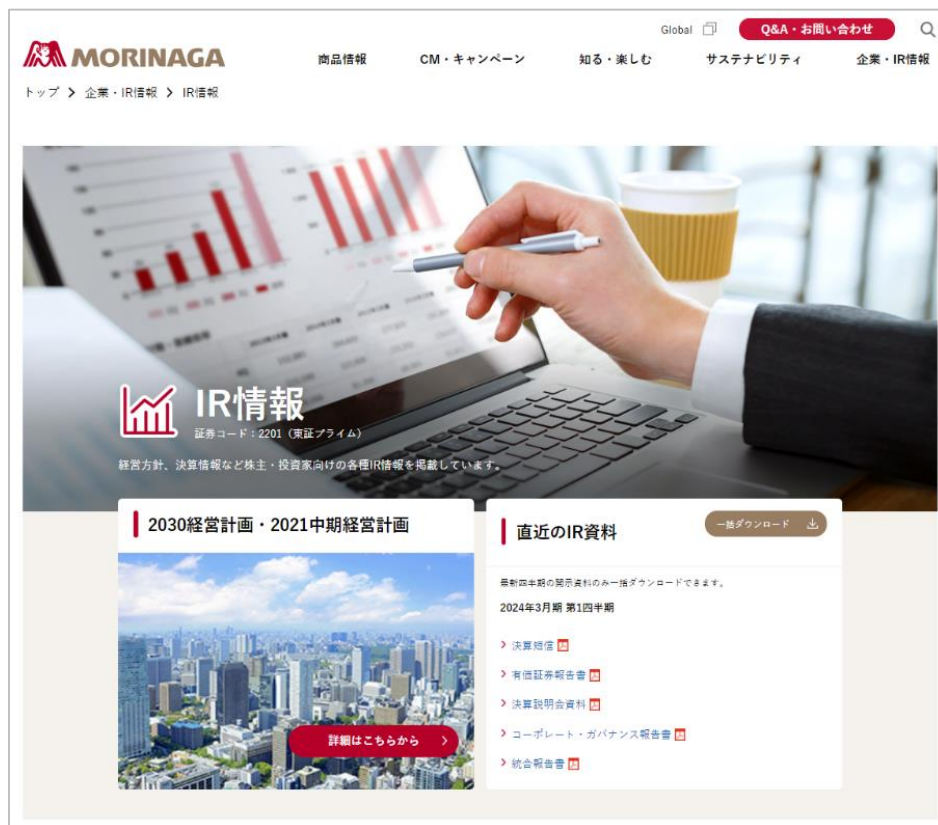 Global
Q&A・お問い合わせ
MORINAGA
商品情報
CM・キャンペーン
知る・楽しむ
サステナビリティ
企業・IR情報
トップ > 企業・IR情報 > IR情報
IR情報
証券コード：2201（東証プライム）
経営方針、決算情報など株主・投資家向けの各種IR情報を掲載しています。
2030経営計画・2021中期経営計画
詳細はこちらから
直近のIR資料
一括ダウンロード
最新四半期の開示資料のみ一括ダウンロードできます。
2024年3月期 第1四半期
決算短信
有価証券報告書
決算説明会資料
コーポレート・ガバナンス報告書
統合報告書